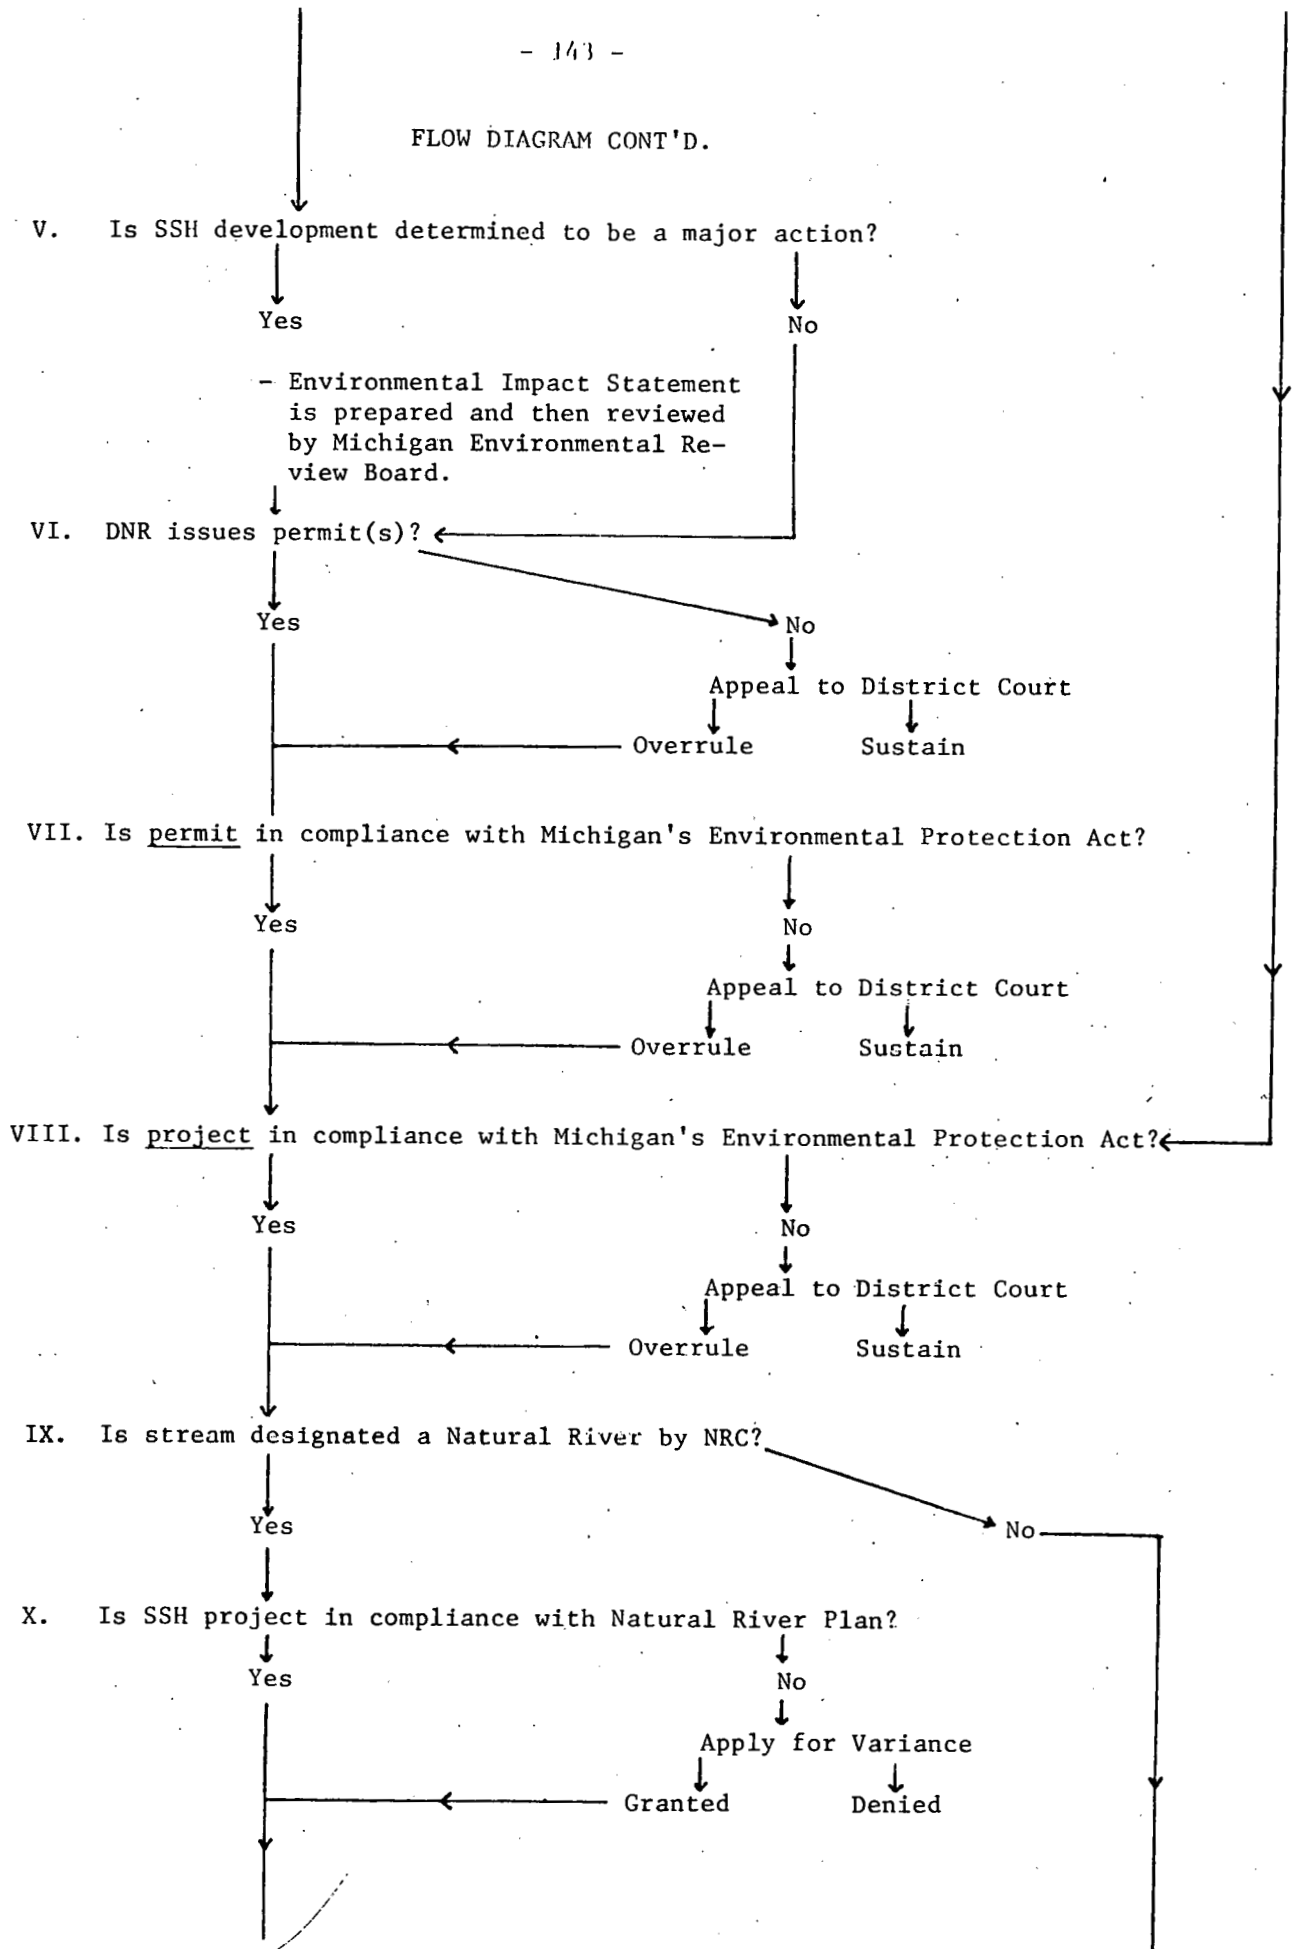 - 143 -
FLOW DIAGRAM CONT'D.
V. Is SSH development determined to be a major action?
Yes
No
- Environmental Impact Statement
is prepared and then reviewed
by Michigan Environmental Re-
view Board.
VI. DNR issues permit(s)?
Yes
No
Appeal to District Court
Overrule Sustain
VII. Is permit in compliance with Michigan's Environmental Protection Act?
Yes
No
Appeal to District Court
Overrule Sustain
VIII. Is project in compliance with Michigan's Environmental Protection Act?
Yes
No
Appeal to District Court
Overrule Sustain
IX. Is stream designated a Natural River by NRC?
Yes
No
X. Is SSH project in compliance with Natural River Plan?
Yes
No
Apply for Variance
Granted Denied